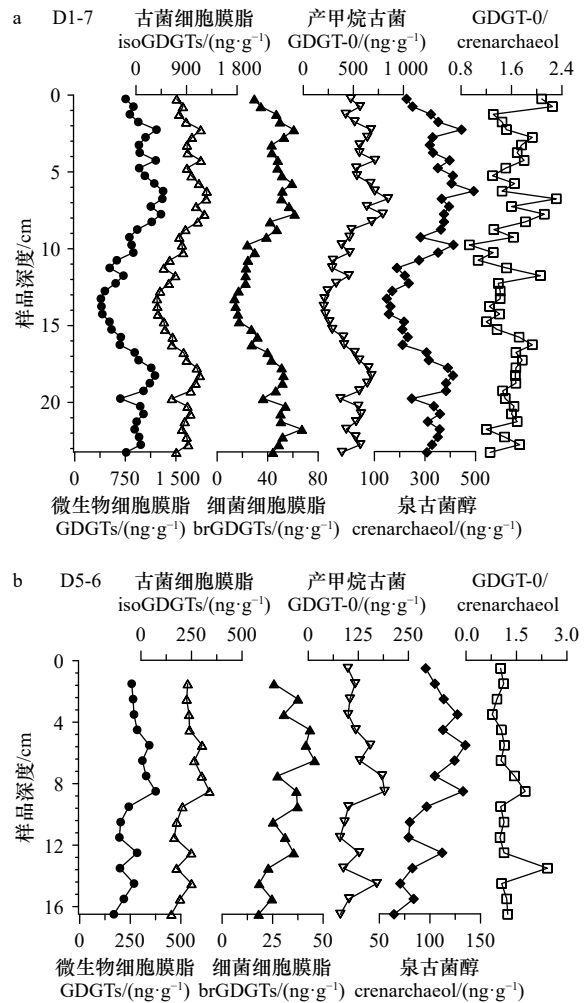 a D1-7
古菌细胞膜脂 产甲烷古菌 GDGT-0/
isoGDGTs/(ng·g⁻¹) GDGT-0/(ng·g⁻¹) crenarchaeol
0 900 1 800 0 500 1 000 0.8 1.6 2.4
0
5
10
15
20
样品深度/cm
0 750 1 500 0 40 80 100 300 500
微生物细胞膜脂 细菌细胞膜脂 泉古菌醇
GDGTs/(ng·g⁻¹) brGDGTs/(ng·g⁻¹) crenarchaeol/(ng·g⁻¹)
b D5-6
古菌细胞膜脂 产甲烷古菌 GDGT-0/
isoGDGTs/(ng·g⁻¹) GDGT-0/(ng·g⁻¹) crenarchaeol
0 250 500 0 125 250 0.0 1.5 3.0
0
4
8
12
16
样品深度/cm
0 250 500 0 25 50 50 100 150
微生物细胞膜脂 细菌细胞膜脂 泉古菌醇
GDGTs/(ng·g⁻¹) brGDGTs/(ng·g⁻¹) crenarchaeol/(ng·g⁻¹)